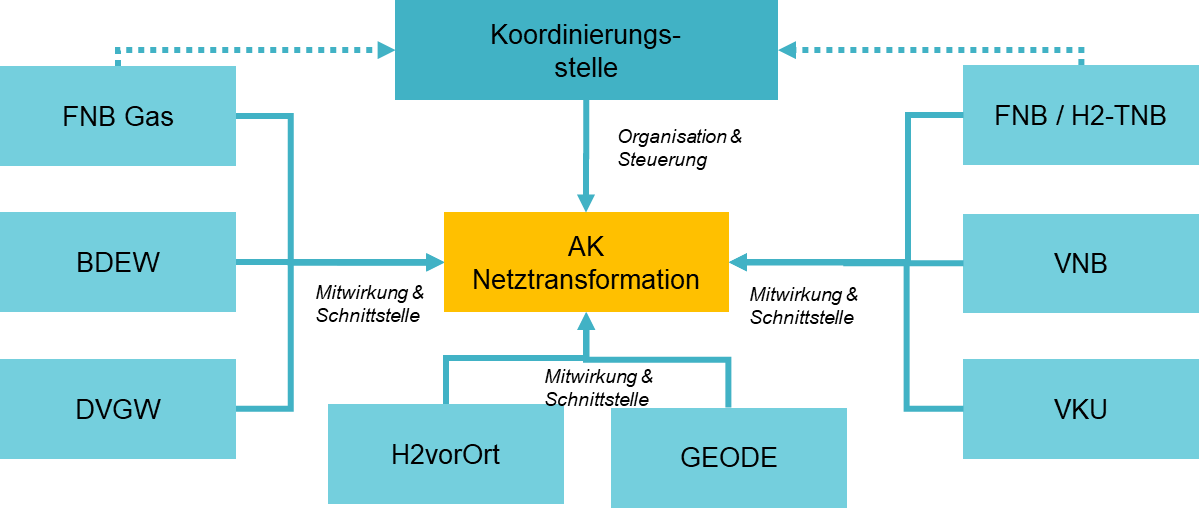 Koordinierungs-
stelle
FNB Gas
FNB / H2-TNB
Organisation &
Steuerung
BDEW
AK
Netztransformation
VNB
Mitwirkung &
Schnittstelle
Mitwirkung &
Schnittstelle
DVGW
Mitwirkung &
Schnittstelle
VKU
H2vorOrt
GEODE